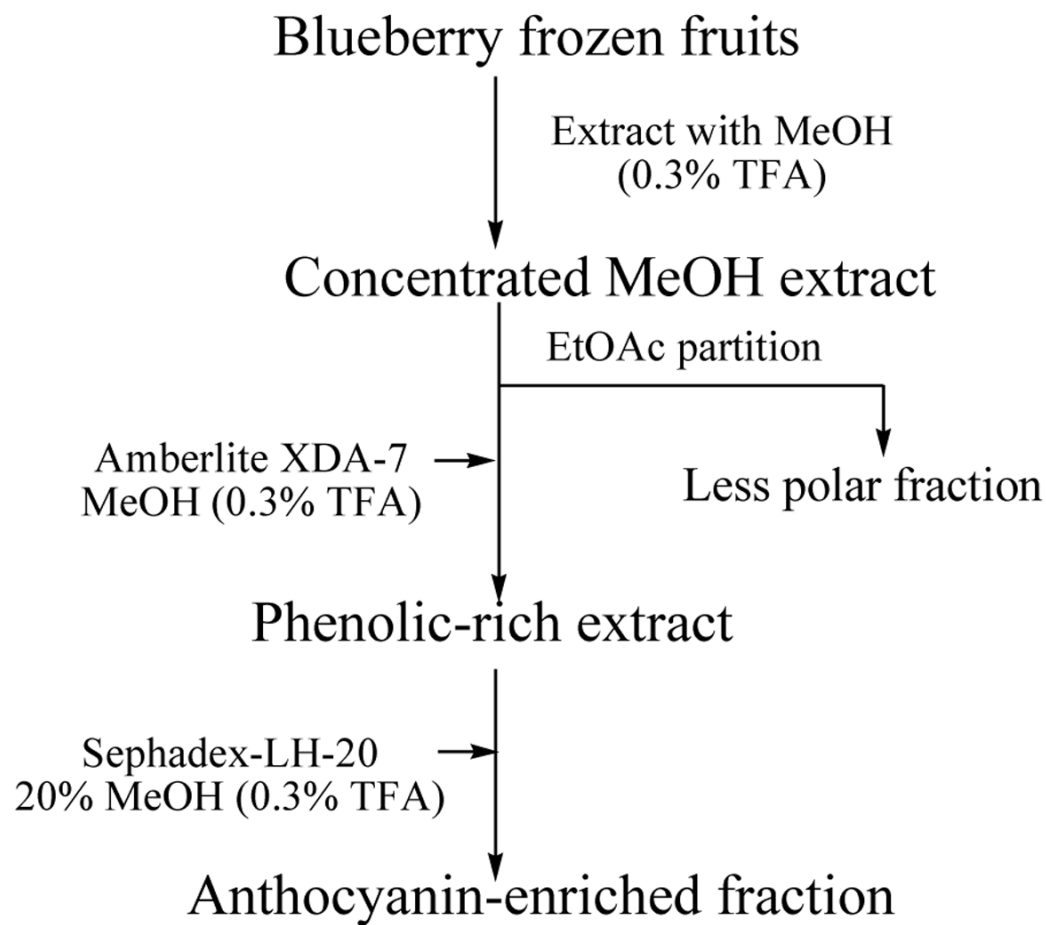 Blueberry frozen fruits
Extract with MeOH
(0.3% TFA)
Concentrated MeOH extract
EtOAc partition
Amberlite XDA-7
MeOH (0.3% TFA)
Less polar fraction
Phenolic-rich extract
Sephadex-LH-20
20% MeOH (0.3% TFA)
Anthocyanin-enriched fraction